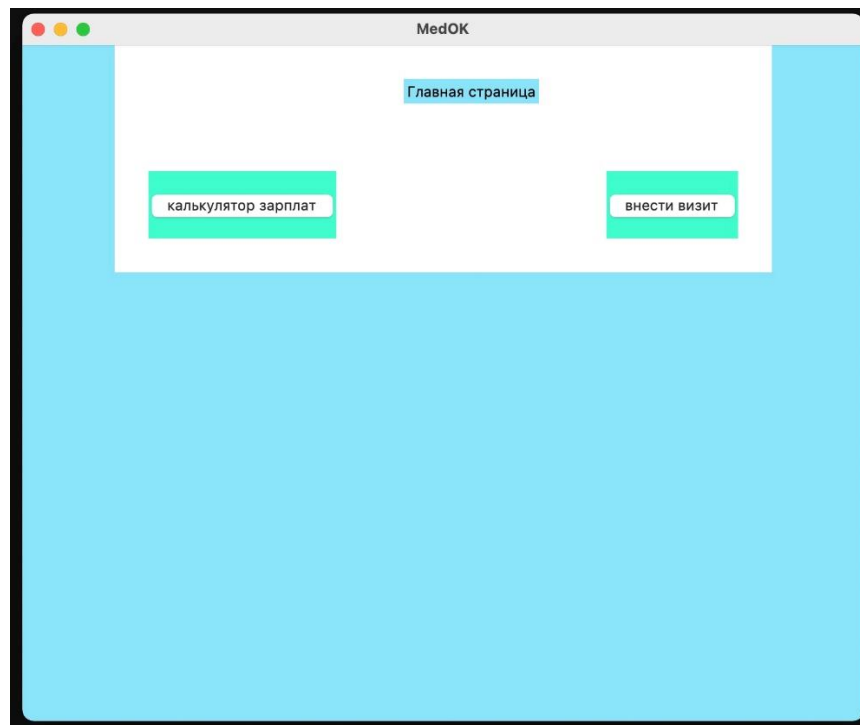 MedOK
Главная страница
калькулятор зарплат
внести визит